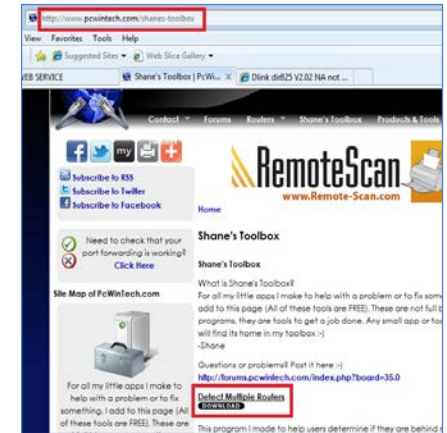 http://www.pcwintech.com/shanes-toolbox
View Favorites Tools Help
Suggested Sites Web Slice Gallery
EB SERVICE
Shane's Toolbox | PcWi... X
Dlink dir825 V2.02 NA not ...
Contact Forums Routers Shane's Toolbox Products & Tools
my
Subscribe to RSS
Subscribe to Twitter
Subscribe to Facebook
RemoteScan
www.Remote-Scan.com
Home
Need to check that your
port forwarding is working?
Click Here
Site Map of PcWinTech.com
For all my little apps I make to
help with a problem or to fix
something. I add to this page (All
of these tools are FREE). These are
Shane's Toolbox
Shane's Toolbox
What is Shane's Toolbox?
For all my little apps I make to help with a problem or to fix som
add to this page (All of these tools are FREE). These are not full b
programs, they are tools to get a job done. Any small app or too
will find its home in my toolbox :-)
-Shane
Questions or problems? Post it here :-)
http://forums.pcwintech.com/index.php?board=35.0
Detect Multiple Routers
DOWNLOAD
This program I made to help users determine if they are behind